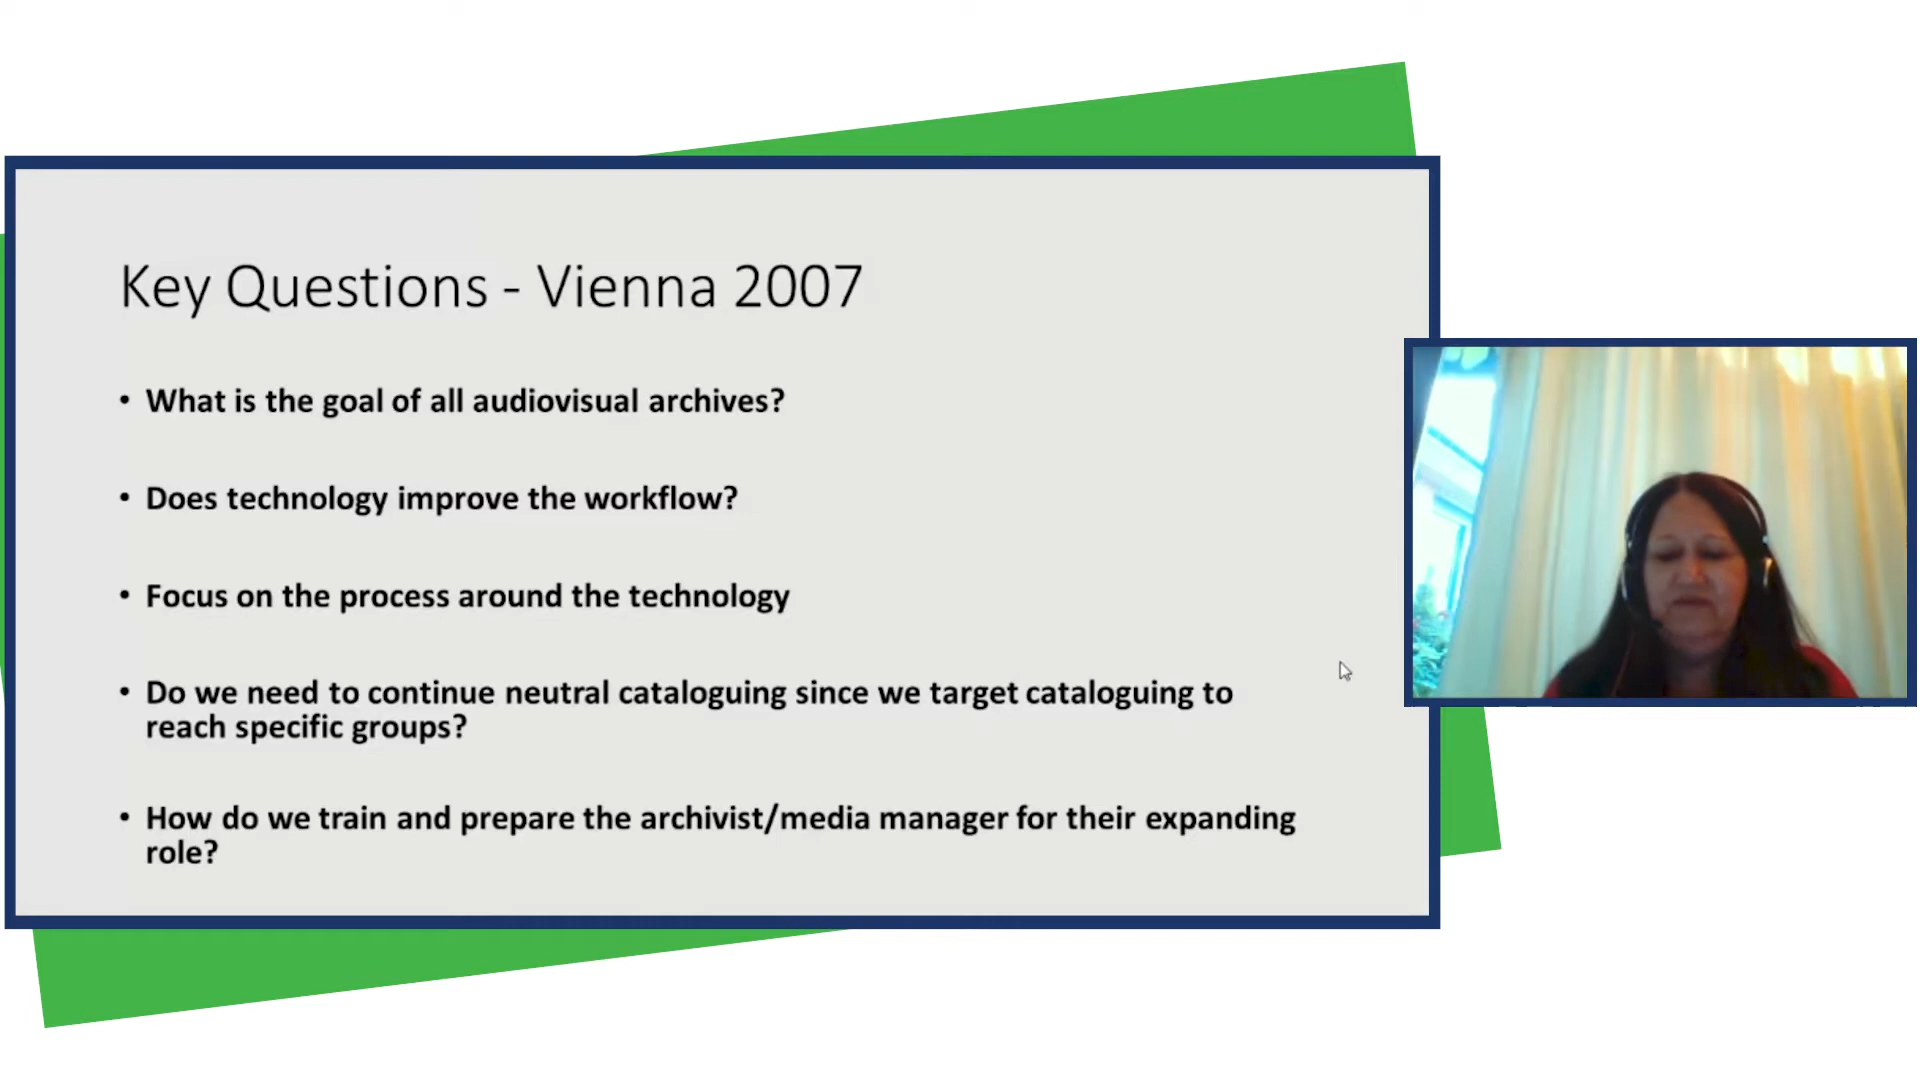 Key Questions - Vienna 2007
• What is the goal of all audiovisual archives?
• Does technology improve the workflow?
• Focus on the process around the technology
• Do we need to continue neutral cataloguing since we target cataloguing to
reach specific groups?
• How do we train and prepare the archivist/media manager for their expanding
role?